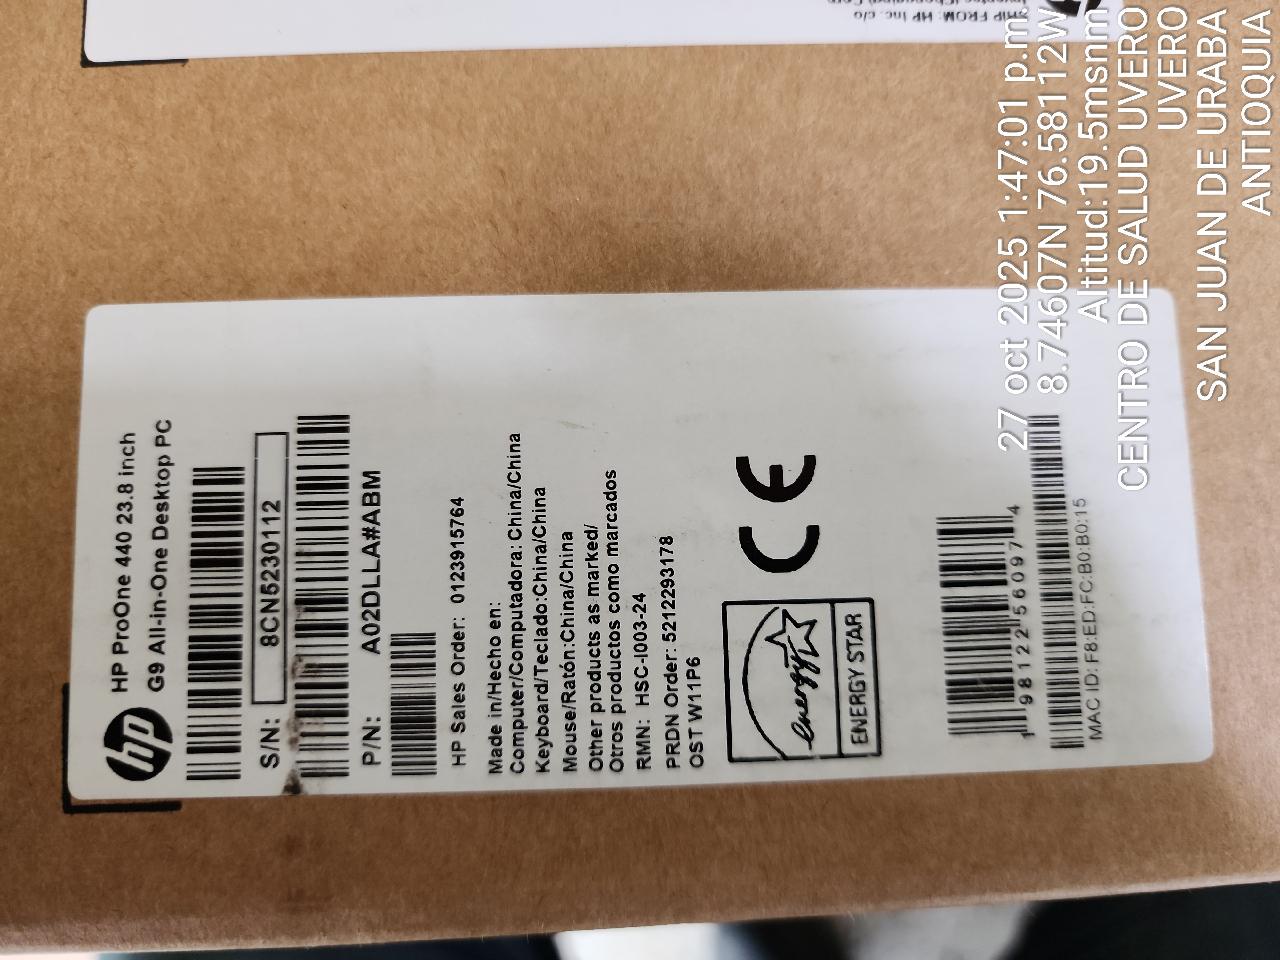 SHIP FROM: HP Inc. c/o
hp
HP ProOne 440 23.8 inch
G9 All-in-One Desktop PC
S/N: 8CN5230112
P/N: A02DLLA#ABM
HP Sales Order: 0123915764
Made in/Hecho en:
Computer/Computadora: China/China
Keyboard/Teclado:China/China
Mouse/Ratón:China/China
Other products as marked/
Otros productos como marcados
RMN: HSC-I003-24
PRDN Order: 5212293178
OST W11P6
energy
ENERGY STAR
CE
1 98122 56097 4
MAC ID: F8:ED:FC:B0:B0:15
27 oct 2025 1:47:01 p.m.
8.74607N 76.58112W
Altitud:19.5msnm
CENTRO DE SALUD UVERO
UVERO
SAN JUAN DE URABA
ANTIOQUIA